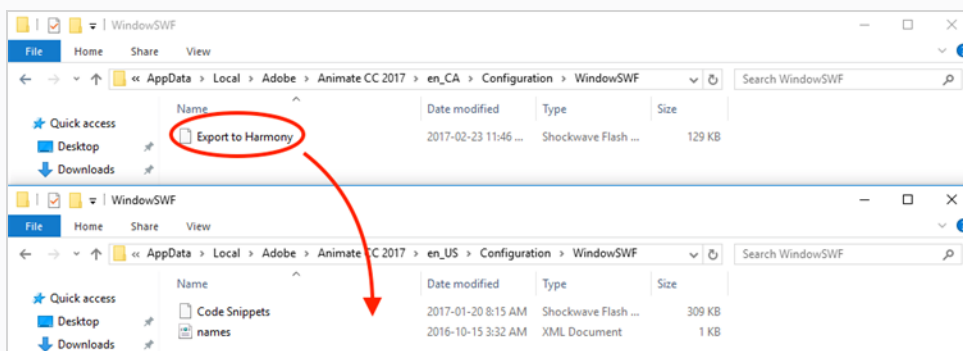 WindowSWF
File Home Share View
« AppData > Local > Adobe > Animate CC 2017 > en_CA > Configuration > WindowSWF Search WindowSWF
Name Date modified Type Size
Quick access
Export to Harmony 2017-02-23 11:46 ... Shockwave Flash ... 129 KB
Desktop
Downloads
WindowSWF
File Home Share View
« AppData > Local > Adobe > Animate CC 2017 > en_US > Configuration > WindowSWF Search WindowSWF
Name Date modified Type Size
Quick access
Code Snippets 2017-01-20 8:15 AM Shockwave Flash ... 309 KB
Desktop
names 2016-10-15 3:32 AM XML Document 1 KB
Downloads